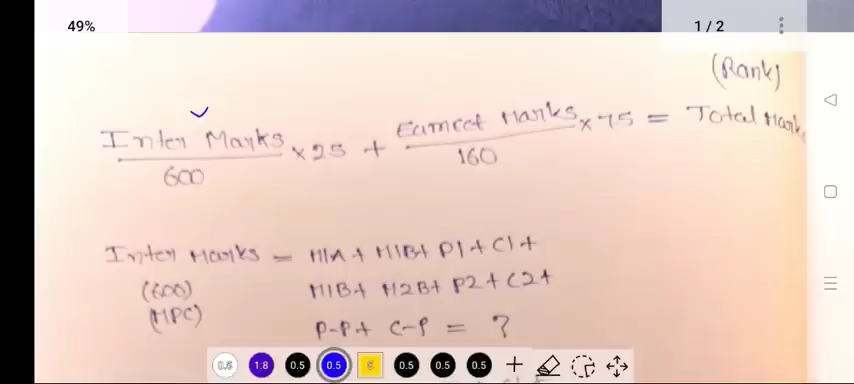 49%
1/2
(Rank)
Inter Marks × 25 + Eamcet Marks × 75 = Total Mark
600 160
Inter Marks = M1A + M1B + P1 + C1 +
(600) M1B + M2B + P2 + C2 +
(MPC)
P-P + C-P = ?
0.5 1:8 0.5 0.5 5 0.5 0.5 0.5